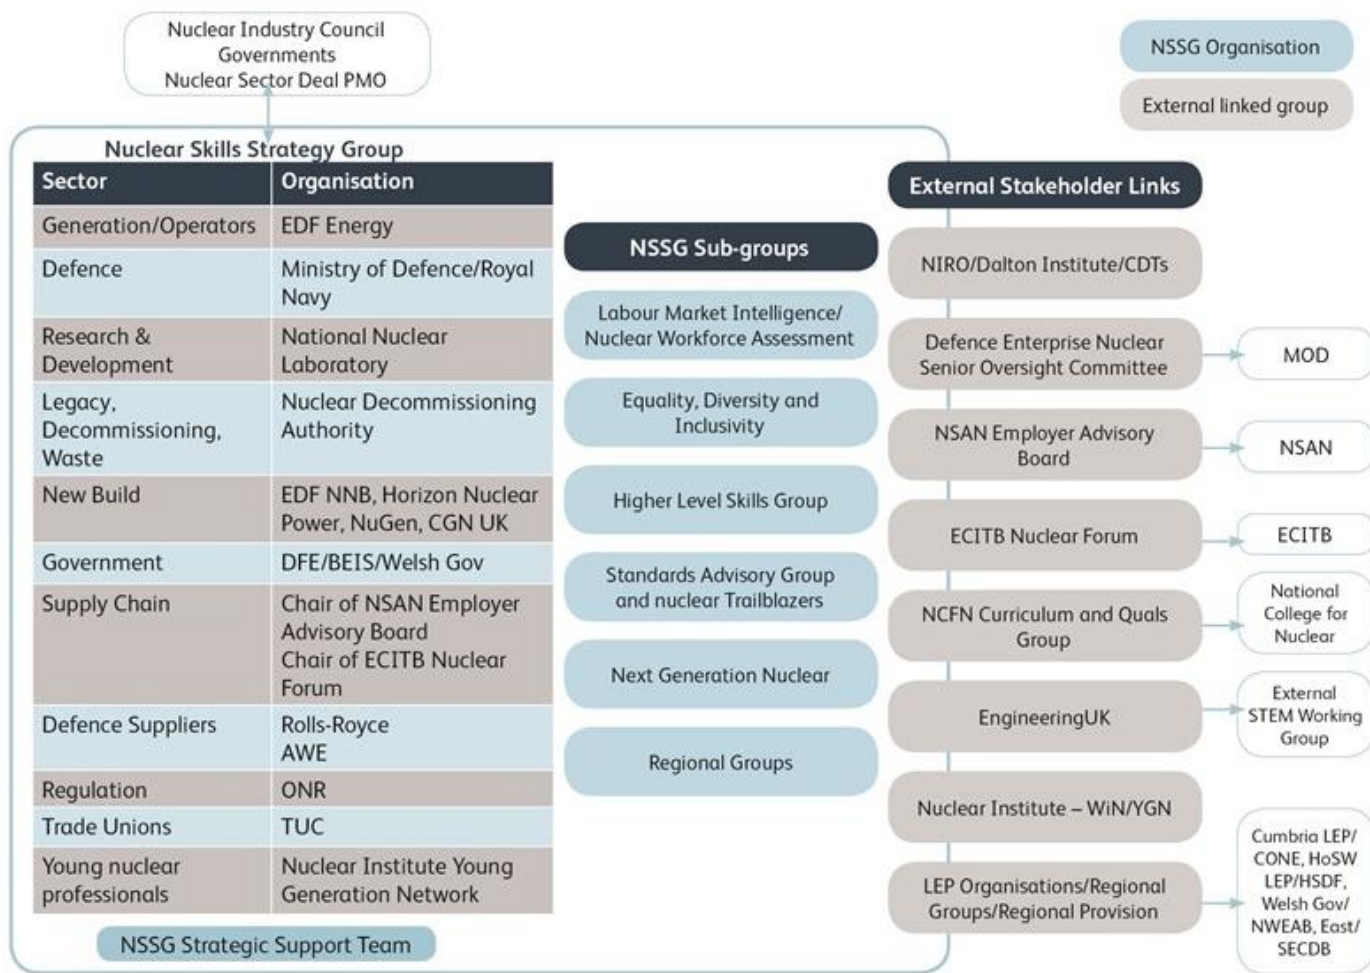 Nuclear Industry Council
Governments
Nuclear Sector Deal PMO
NSSG Organisation
External linked group
Nuclear Skills Strategy Group
Sector Organisation
Generation/Operators EDF Energy
Defence Ministry of Defence/Royal
Navy
Research & National Nuclear
Development Laboratory
Legacy, Nuclear Decommissioning
Decommissioning, Authority
Waste
New Build EDF NNB, Horizon Nuclear
Power, NuGen, CGN UK
Government DFE/BEIS/Welsh Gov
Supply Chain Chair of NSAN Employer
Advisory Board
Chair of ECITB Nuclear
Forum
Defence Suppliers Rolls-Royce
AWE
Regulation ONR
Trade Unions TUC
Young nuclear Nuclear Institute Young
professionals Generation Network
NSSG Strategic Support Team
NSSG Sub-groups
Labour Market Intelligence/
Nuclear Workforce Assessment
Equality, Diversity and
Inclusivity
Higher Level Skills Group
Standards Advisory Group
and nuclear Trailblazers
Next Generation Nuclear
Regional Groups
External Stakeholder Links
NIRO/Dalton Institute/CDTs
Defence Enterprise Nuclear
Senior Oversight Committee
MOD
NSAN Employer Advisory
Board
NSAN
ECITB Nuclear Forum
ECITB
NCFN Curriculum and Quals
Group
National
College for
Nuclear
EngineeringUK
External
STEM Working
Group
Nuclear Institute – WiN/YGN
LEP Organisations/Regional
Groups/Regional Provision
Cumbria LEP/
CONE, HoSW
LEP/HSDF,
Welsh Gov/
NWEAB, East/
SECDB